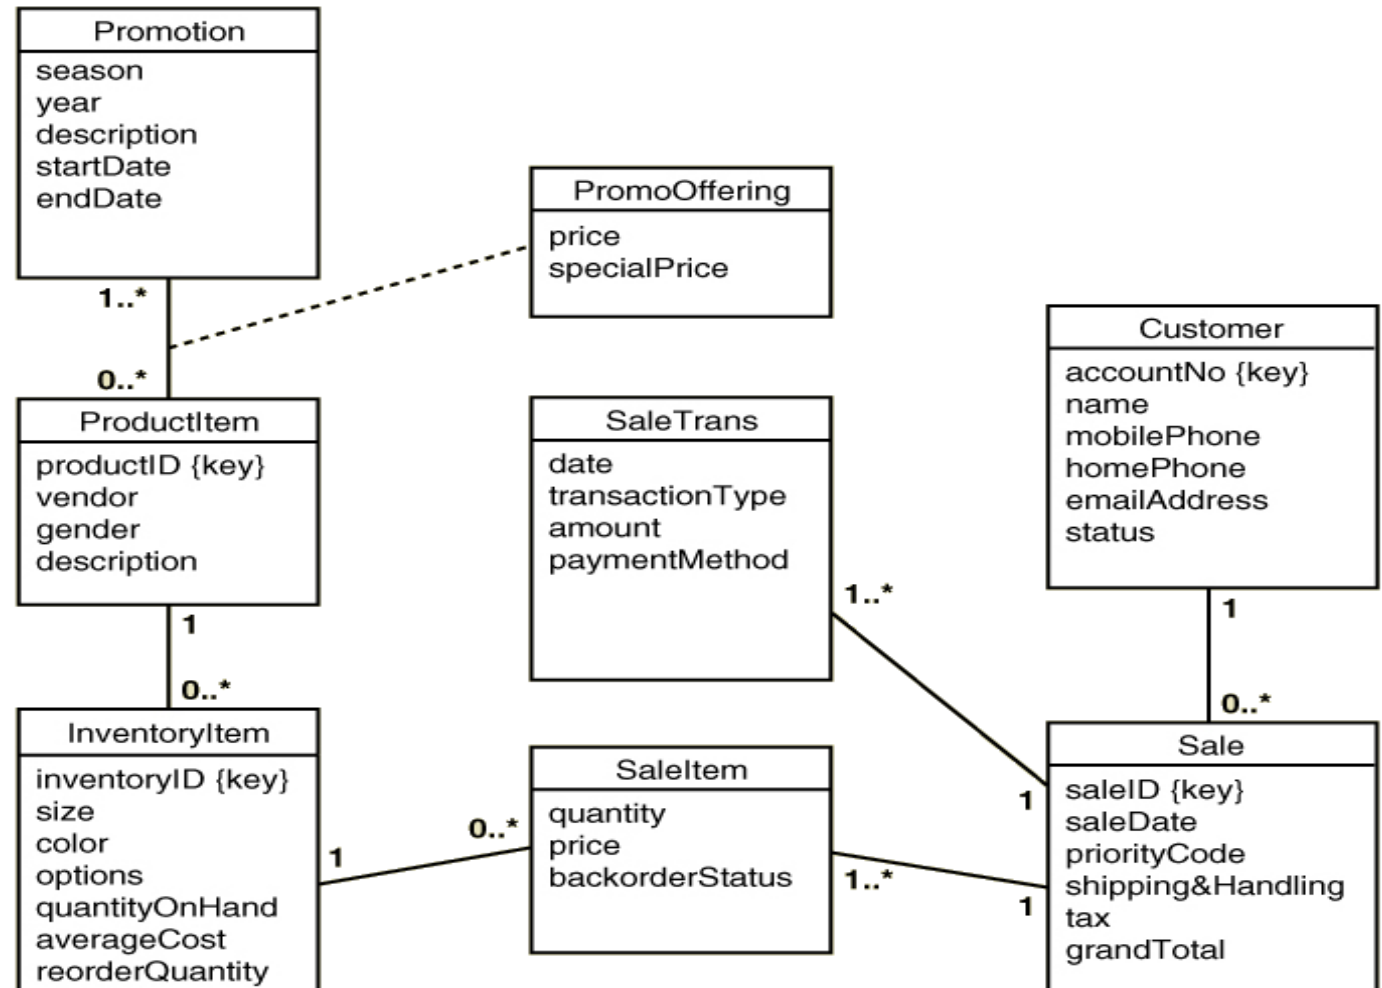 Promotion
season
year
description
startDate
endDate
1..*
0..*
PromoOffering
price
specialPrice
ProductItem
productID {key}
vendor
gender
description
1
0..*
SaleTrans
date
transactionType
amount
paymentMethod
1..*
1
Customer
accountNo {key}
name
mobilePhone
homePhone
emailAddress
status
1
0..*
InventoryItem
inventoryID {key}
size
color
options
quantityOnHand
averageCost
reorderQuantity
1
0..*
SaleItem
quantity
price
backorderStatus
1..*
1
Sale
saleID {key}
saleDate
priorityCode
shipping&Handling
tax
grandTotal